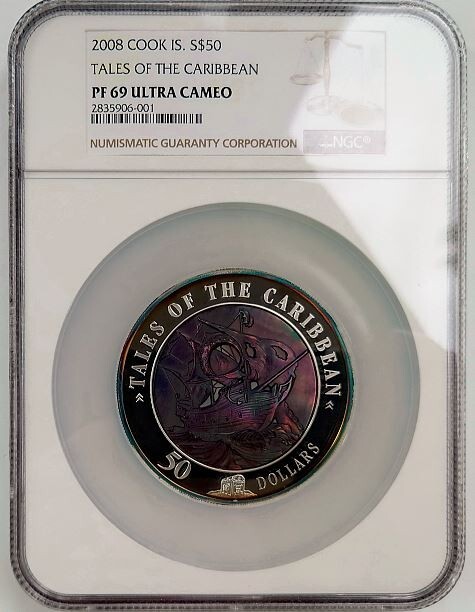 2008 COOK IS. S$50
TALES OF THE CARIBBEAN
PF 69 ULTRA CAMEO
2835906-001
NUMISMATIC GUARANTY CORPORATION
NGC®
»TALES OF THE CARIBBEAN«
50 DOLLARS